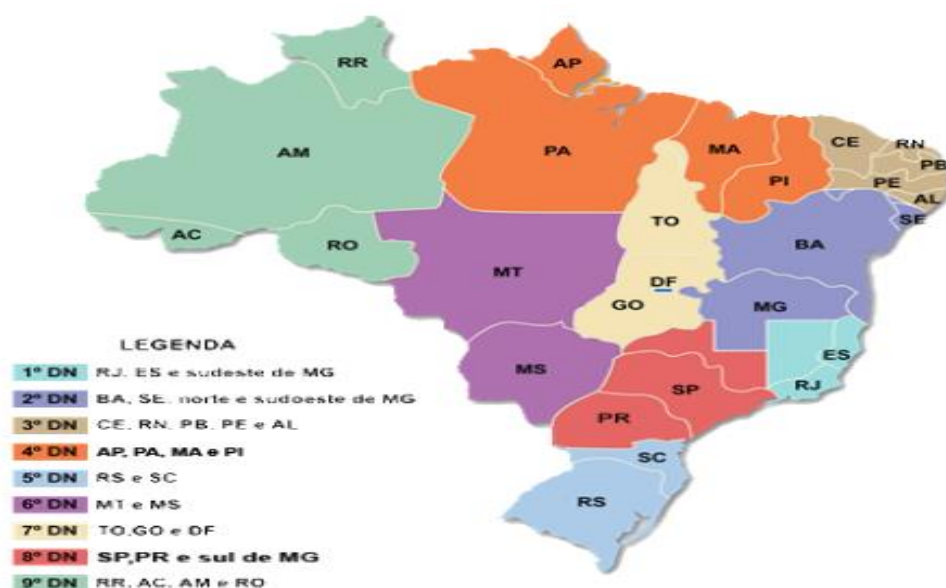 RR
AP
AM
PA
MA
CE
RN
PB
PI
PE
AL
SE
AC
RO
TO
BA
MT
DF
GO
MG
ES
MS
SP
RJ
PR
SC
RS
LEGENDA
1º DN RJ, ES e sudeste de MG
2º DN BA, SE, norte e sudoeste de MG
3º DN CE, RN, PB, PE e AL
4º DN AP, PA, MA e PI
5º DN RS e SC
6º DN MT e MS
7º DN TO,GO e DF
8º DN SP,PR e sul de MG
9º DN RR, AC, AM e RO